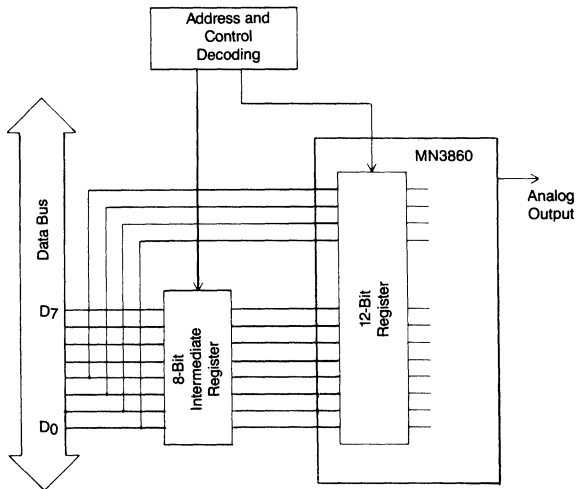 Address and
Control
Decoding
MN3860
Analog
Output
Data Bus
12-Bit
Register
D7
8-Bit
Intermediate
Register
D0